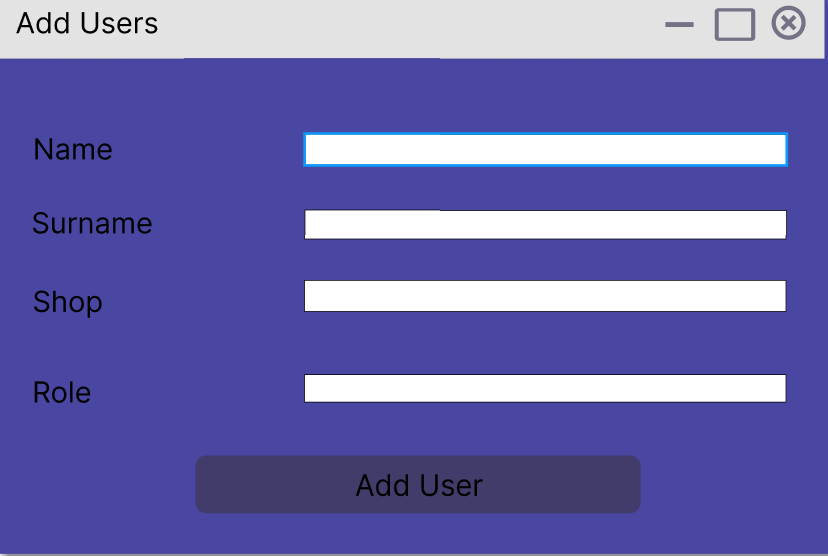 Add Users
Name
Surname
Shop
Role
Add User